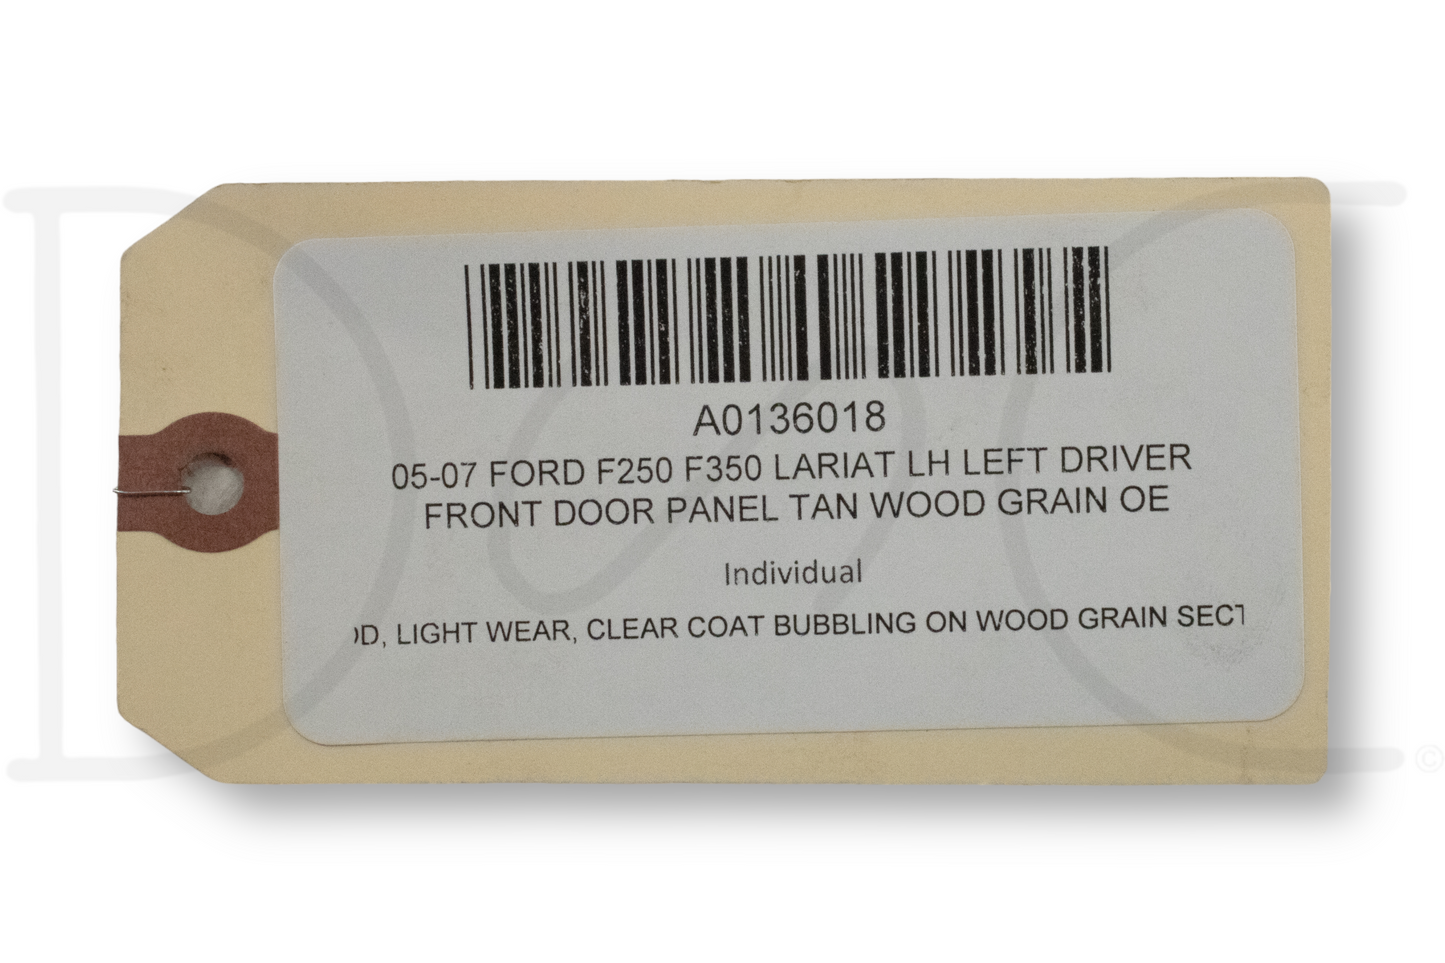 A0136018
05-07 FORD F250 F350 LARIAT LH LEFT DRIVER
FRONT DOOR PANEL TAN WOOD GRAIN OE
Individual
D, LIGHT WEAR, CLEAR COAT BUBBLING ON WOOD GRAIN SECT
©